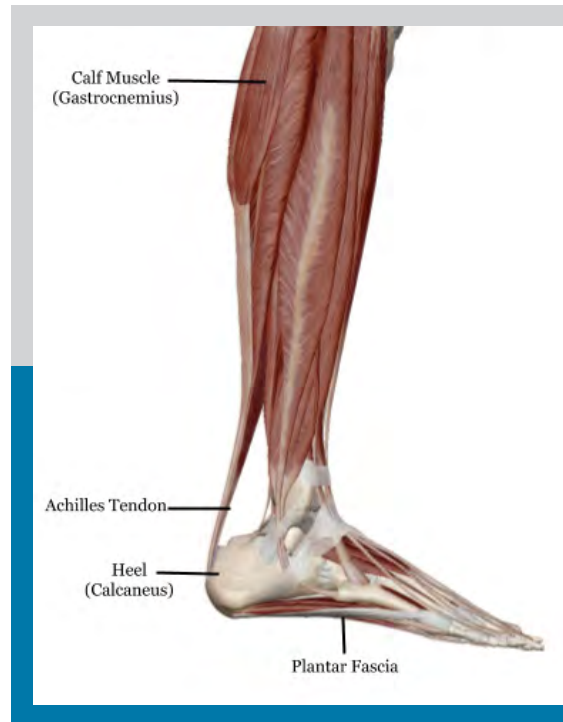 Calf Muscle
(Gastrocnemius)
Achilles Tendon
Heel
(Calcaneus)
Plantar Fascia